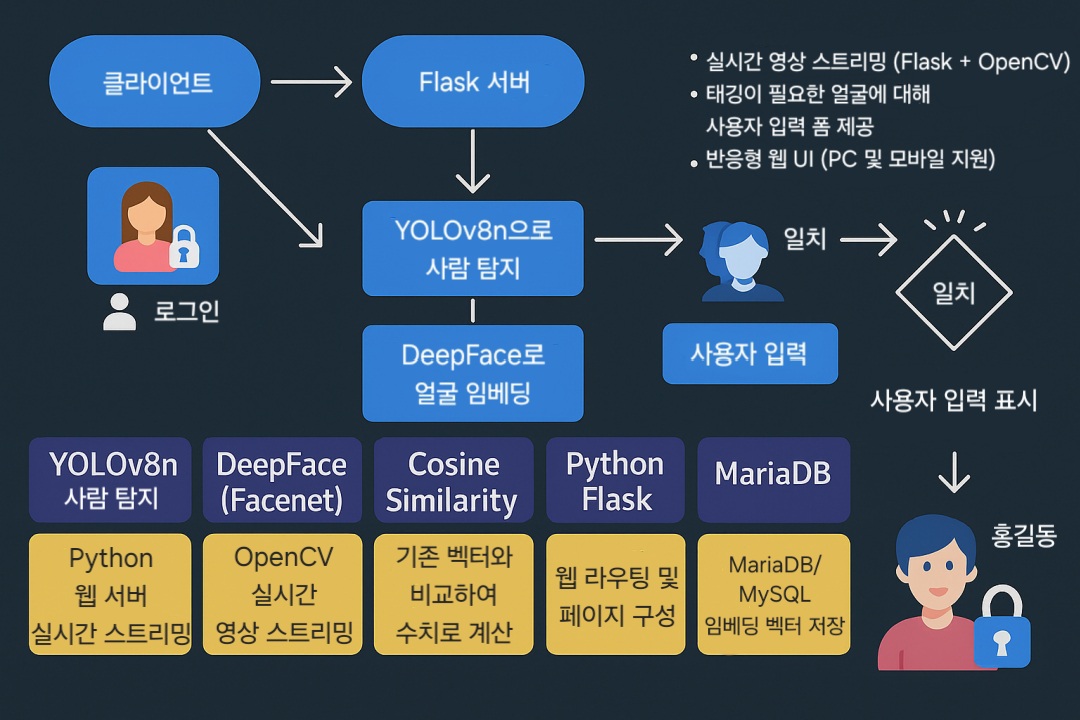 클라이언트
Flask 서버
• 실시간 영상 스트리밍 (Flask + OpenCV)
• 태깅이 필요한 얼굴에 대해
사용자 입력 폼 제공
• 반응형 웹 UI (PC 및 모바일 지원)
로그인
YOLOv8n으로
사람 탐지
일치
일치
DeepFace로
얼굴 임베딩
사용자 입력
사용자 입력 표시
홍길동
YOLOv8n
사람 탐지
DeepFace
(Facenet)
Cosine
Similarity
Python
Flask
MariaDB
Python
웹 서버
실시간 스트리밍
OpenCV
실시간
영상 스트리밍
기존 벡터와
비교하여
수치로 계산
웹 라우팅 및
페이지 구성
MariaDB/
MySQL
임베딩 벡터 저장